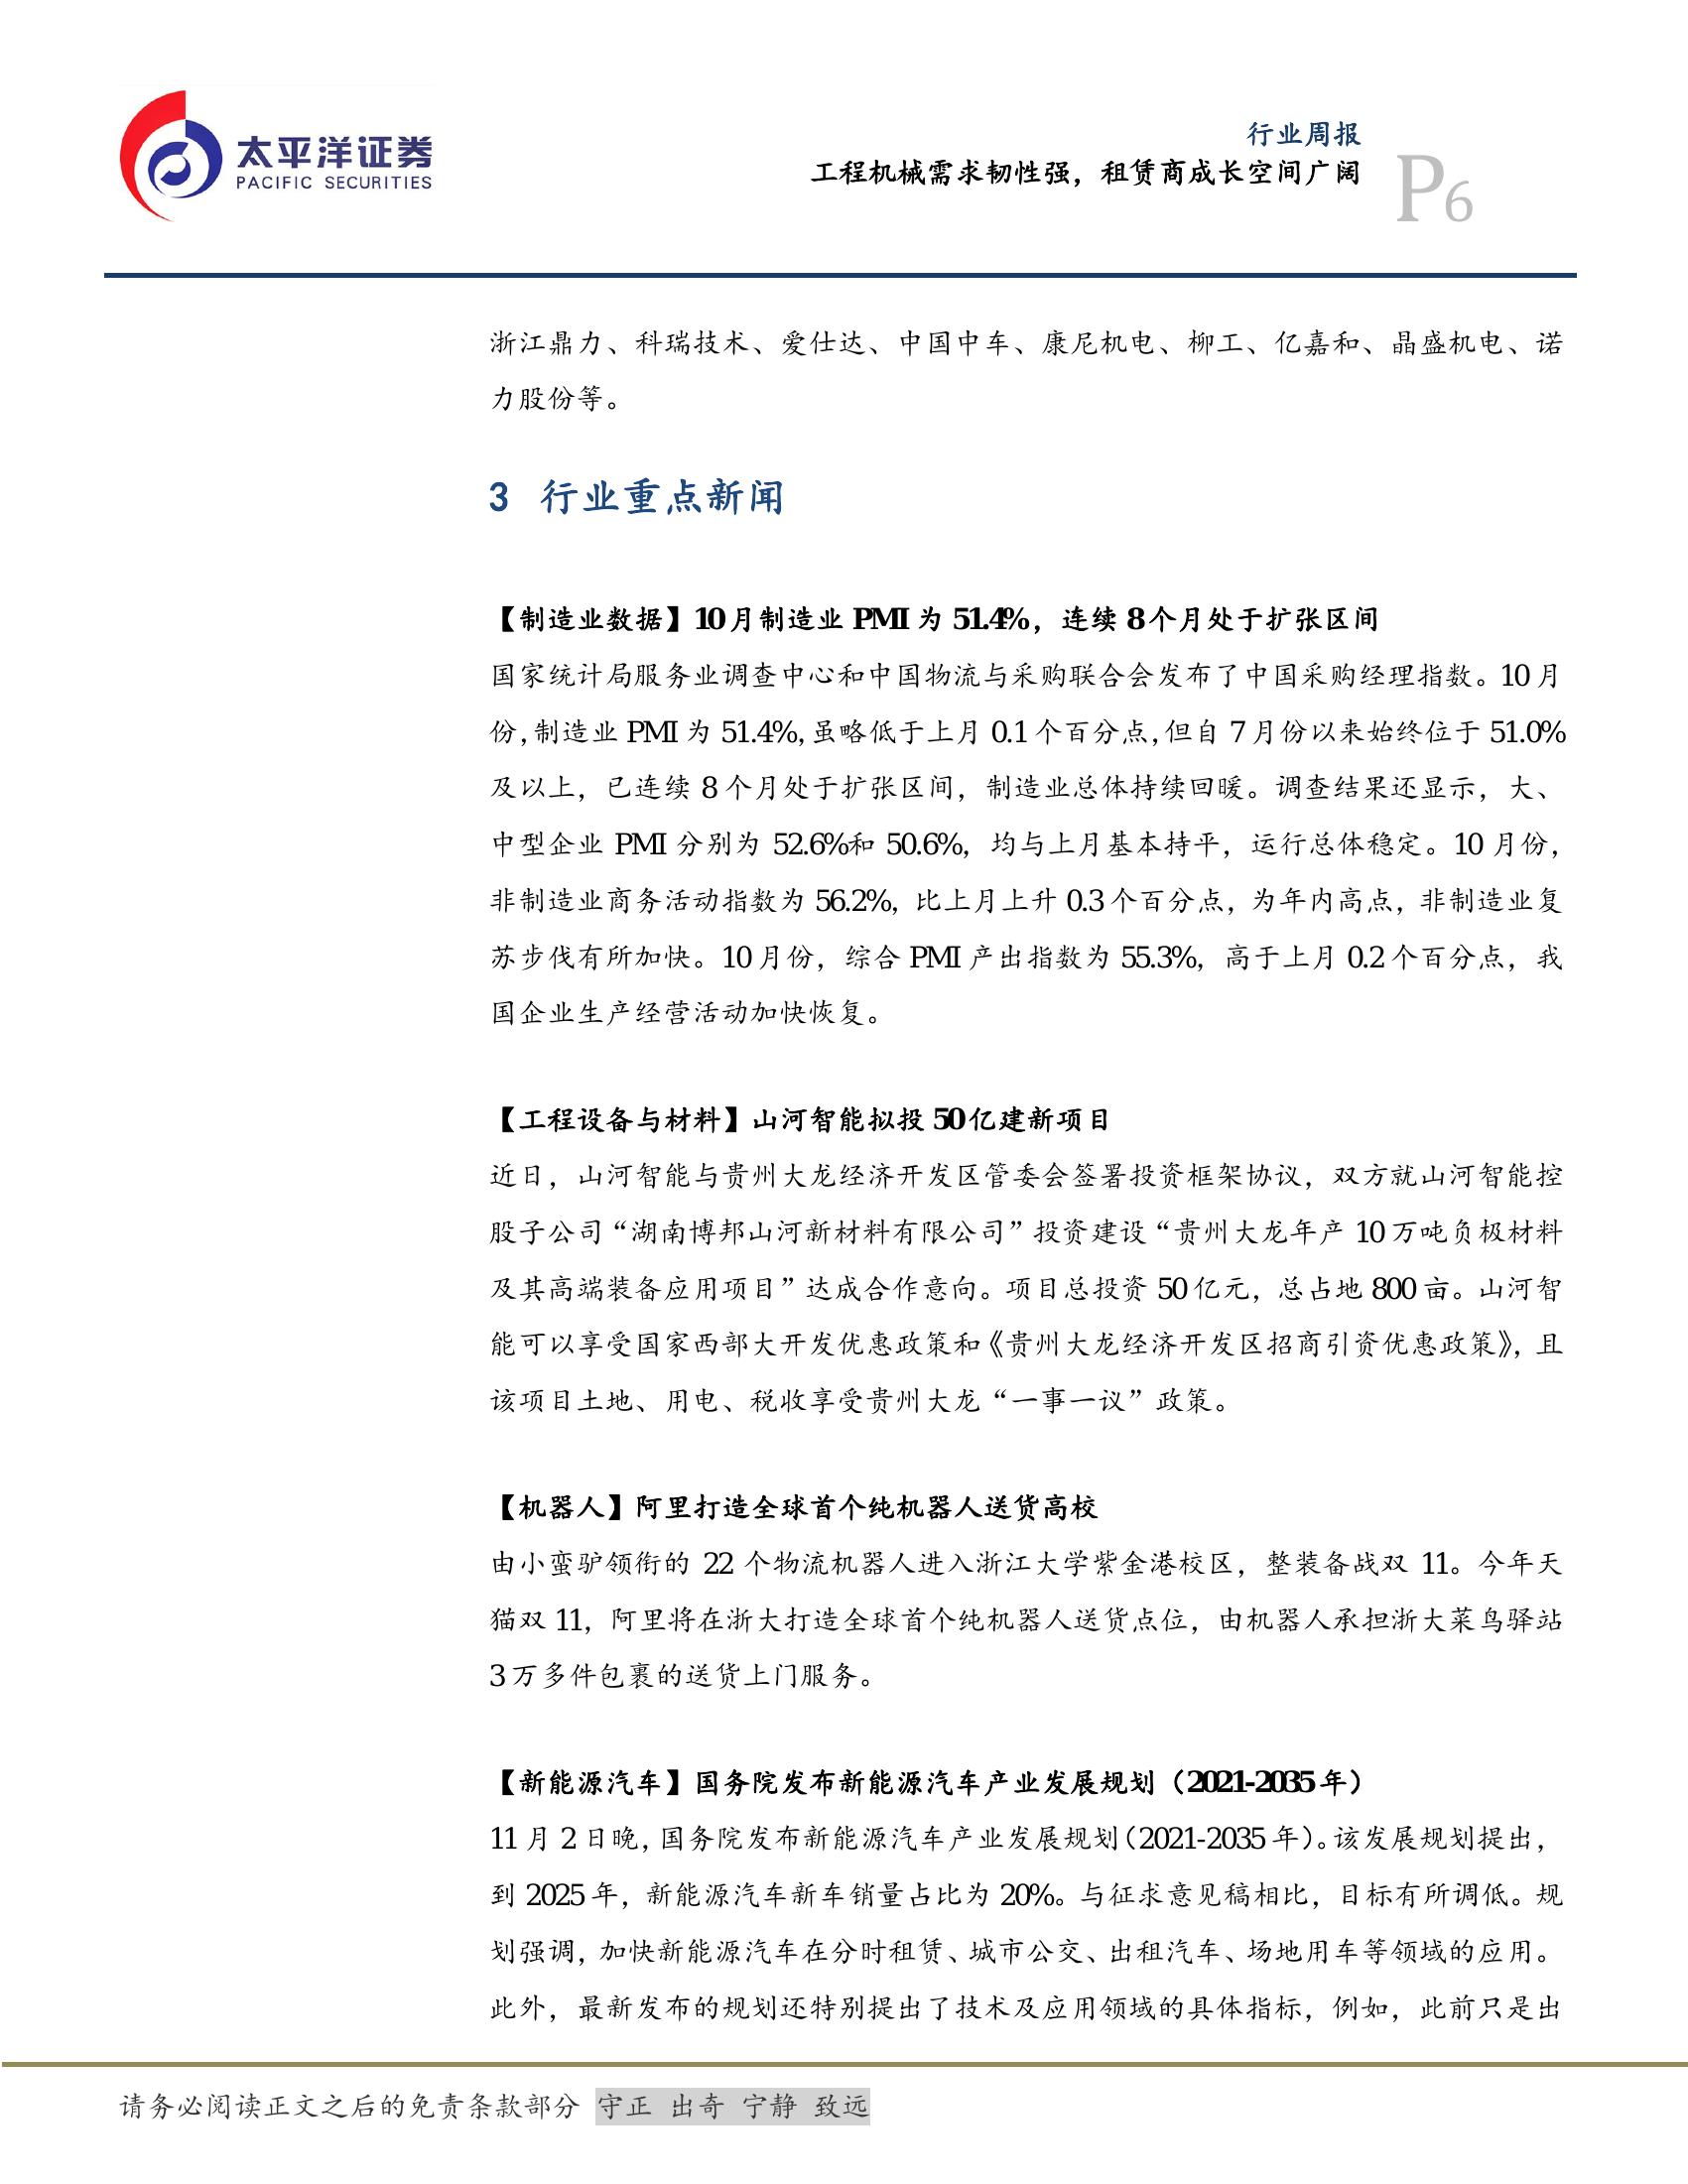 太平洋证券
PACIFIC SECURITIES
行业周报
工程机械需求韧性强，租赁商成长空间广阔
P6
浙江鼎力、科瑞技术、爱仕达、中国中车、康尼机电、柳工、亿嘉和、晶盛机电、诺
力股份等。
3 行业重点新闻
【制造业数据】10月制造业 PMI 为 51.4%，连续 8个月处于扩张区间
国家统计局服务业调查中心和中国物流与采购联合会发布了中国采购经理指数。10 月
份,制造业 PMI 为 51.4%,虽略低于上月 0.1 个百分点,但自 7 月份以来始终位于 51.0%
及以上，已连续 8 个月处于扩张区间，制造业总体持续回暖。调查结果还显示，大、
中型企业 PMI 分别为 52.6%和 50.6%，均与上月基本持平，运行总体稳定。10 月份，
非制造业商务活动指数为 56.2%，比上月上升 0.3 个百分点，为年内高点，非制造业复
苏步伐有所加快。10 月份，综合 PMI 产出指数为 55.3%，高于上月 0.2 个百分点，我
国企业生产经营活动加快恢复。
【工程设备与材料】山河智能拟投 50亿建新项目
近日，山河智能与贵州大龙经济开发区管委会签署投资框架协议，双方就山河智能控
股子公司“湖南博邦山河新材料有限公司”投资建设“贵州大龙年产 10 万吨负极材料
及其高端装备应用项目”达成合作意向。项目总投资 50 亿元，总占地 800 亩。山河智
能可以享受国家西部大开发优惠政策和《贵州大龙经济开发区招商引资优惠政策》，且
该项目土地、用电、税收享受贵州大龙“一事一议”政策。
【机器人】阿里打造全球首个纯机器人送货高校
由小蛮驴领衔的 22 个物流机器人进入浙江大学紫金港校区，整装备战双 11。今年天
猫双 11，阿里将在浙大打造全球首个纯机器人送货点位，由机器人承担浙大菜鸟驿站
3 万多件包裹的送货上门服务。
【新能源汽车】国务院发布新能源汽车产业发展规划（2021-2035 年）
11 月 2 日晚，国务院发布新能源汽车产业发展规划（2021-2035 年）。该发展规划提出，
到 2025 年，新能源汽车新车销量占比为 20%。与征求意见稿相比，目标有所调低。规
划强调，加快新能源汽车在分时租赁、城市公交、出租汽车、场地用车等领域的应用。
此外，最新发布的规划还特别提出了技术及应用领域的具体指标，例如，此前只是出
请务必阅读正文之后的免责条款部分 守正 出奇 宁静 致远